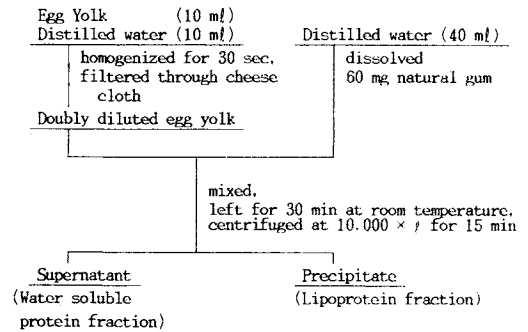 Egg Yolk (10 mℓ)
Distilled water (10 mℓ)
Distilled water (40 mℓ)
homogenized for 30 sec.
filtered through cheese
cloth
dissolved
60 mg natural gum
Doubly diluted egg yolk
mixed,
left for 30 min at room temperature.
centrifuged at 10.000 × for 15 min
Supernatant
(Water soluble
protein fraction)
Precipitate
(Lipoprotein fraction)